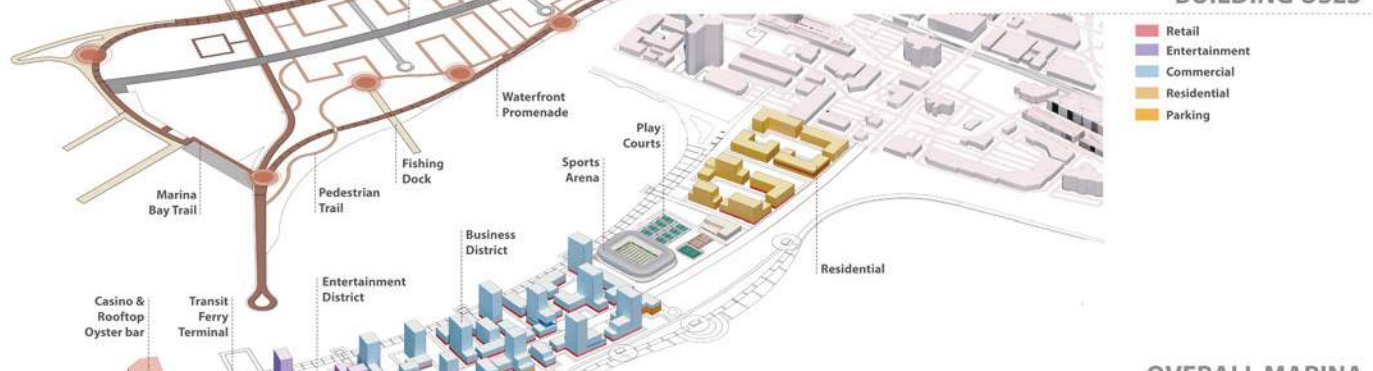 BUILDING USES
Retail
Entertainment
Commercial
Residential
Parking
Waterfront
Promenade
Play
Courts
Fishing
Dock
Sports
Arena
Marina
Bay Trail
Pedestrian
Trail
Business
District
Residential
Entertainment
District
Casino &
Rooftop
Oyster bar
Transit
Ferry
Terminal
OVERALL MARINA